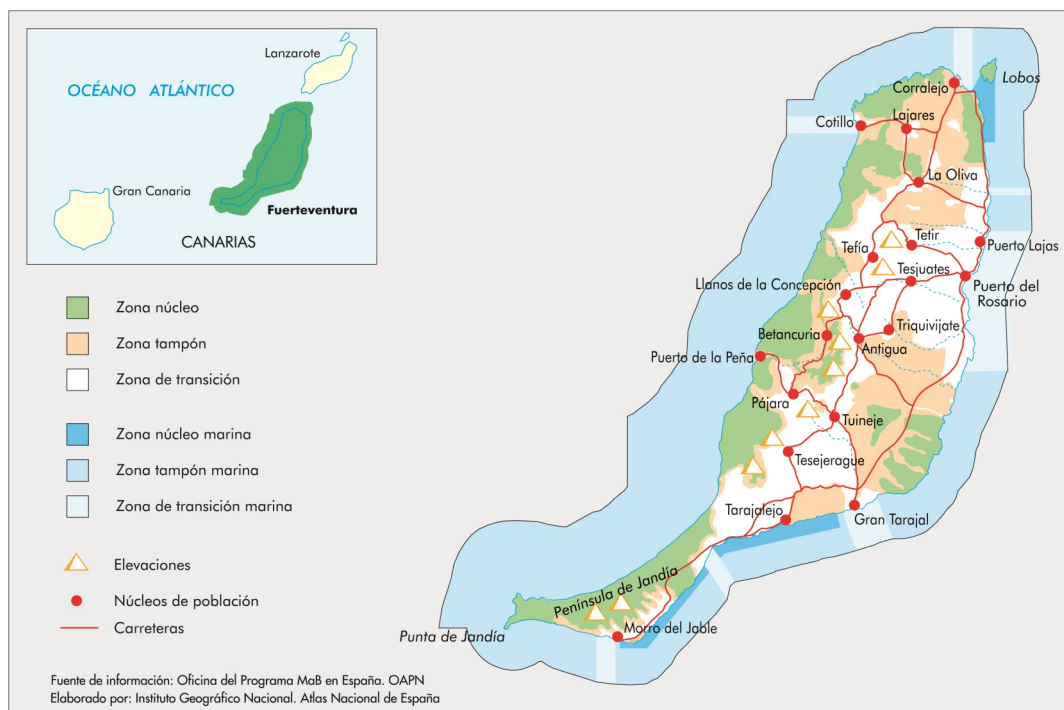 Lanzarote
OCÉANO ATLÁNTICO
Gran Canaria
Fuerteventura
CANARIAS
Zona núcleo
Zona tampón
Zona de transición
Zona núcleo marina
Zona tampón marina
Zona de transición marina
Elevaciones
Núcleos de población
Carreteras
Corralejo
Lobos
Cotillo
Lajares
La Oliva
Tetir
Puerto Lajas
Tefía
Tesjuates
Llanos de la Concepción
Puerto del
Rosario
Betancuria
Triquivijate
Antigua
Puerto de la Peña
Pájara
Tuineje
Tesejerague
Tarajalejo
Gran Tarajal
Península de Jandía
Punta de Jandía
Morro del Jable
Fuente de información: Oficina del Programa MaB en España. OAPN
Elaborado por: Instituto Geográfico Nacional. Atlas Nacional de España